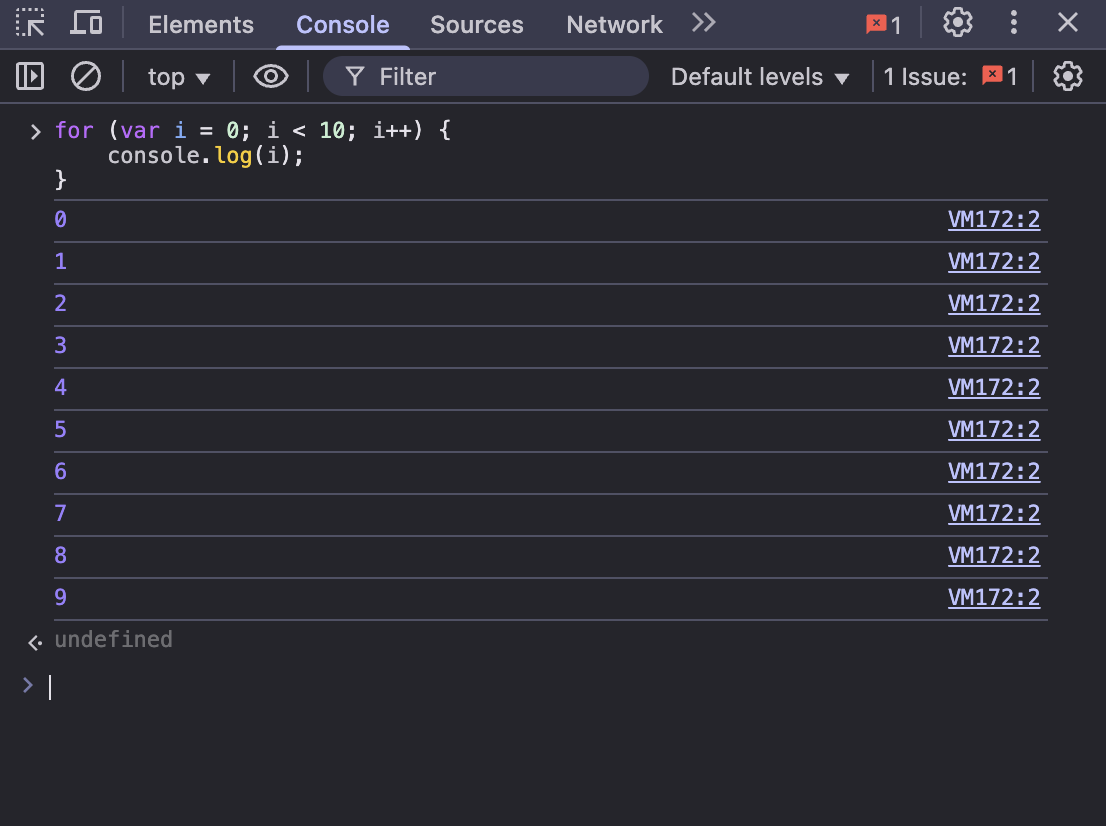 Elements Console Sources Network 1
top Filter Default levels 1 Issue: 1
for (var i = 0; i < 10; i++) {
    console.log(i);
}
0 VM172:2
1 VM172:2
2 VM172:2
3 VM172:2
4 VM172:2
5 VM172:2
6 VM172:2
7 VM172:2
8 VM172:2
9 VM172:2
undefined